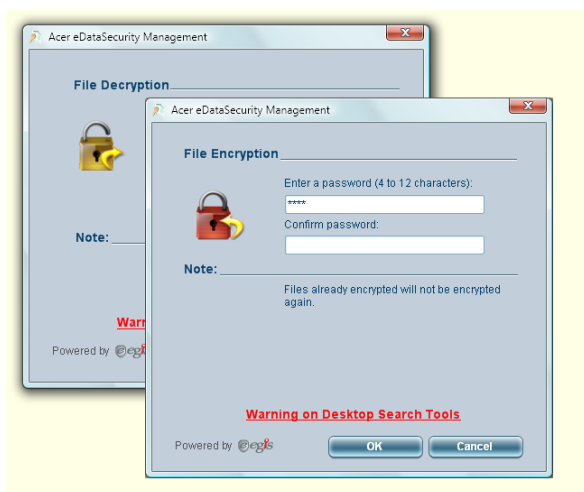 Acer eDataSecurity Management
File Decryption
Note:
Powered by egis
Acer eDataSecurity Management
File Encryption
Enter a password (4 to 12 characters):
****
Confirm password:
Note:
Files already encrypted will not be encrypted
again.
Warning on Desktop Search Tools
Powered by egis
OK
Cancel